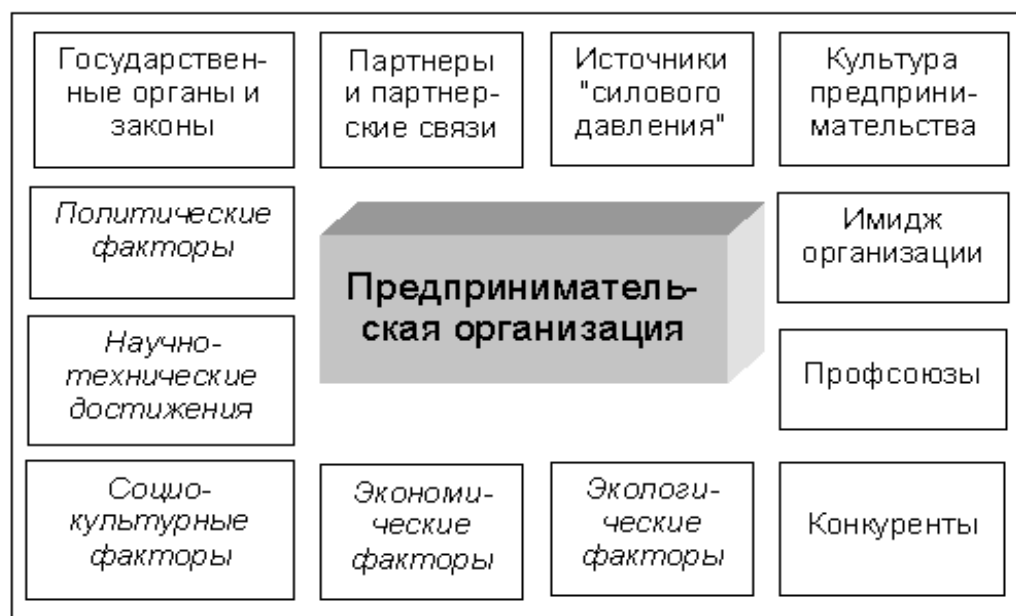 Государствен-
ные органы и
законы
Партнеры
и партнер-
ские связи
Источники
"силового
давления"
Культура
предприни-
мательства
Политические
факторы
Предприниматель-
ская организация
Имидж
организации
Научно-
технические
достижения
Профсоюзы
Социо-
культурные
факторы
Экономи-
ческие
факторы
Экологи-
ческие
факторы
Конкуренты